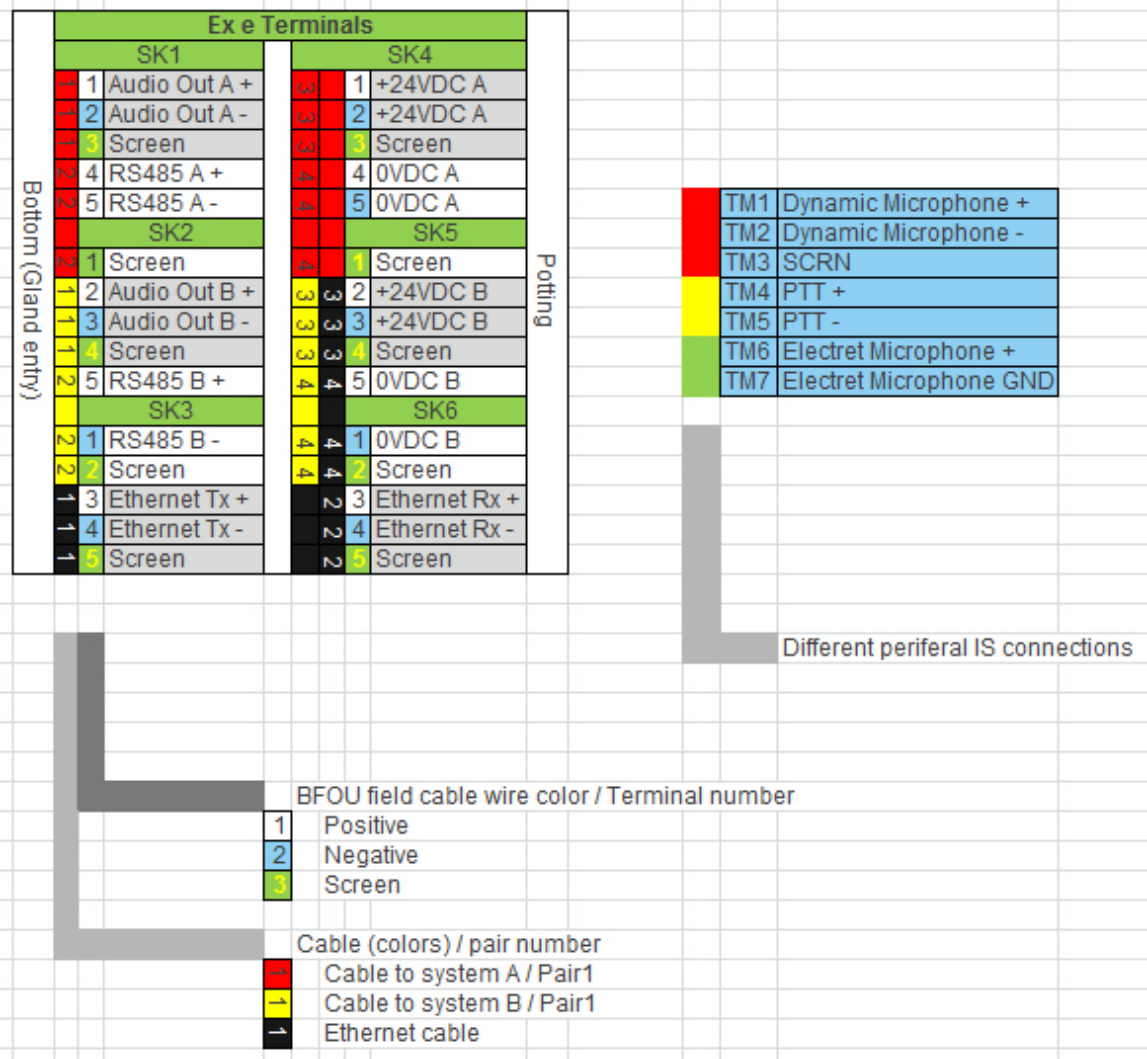 Ex e Terminals
SK1 SK4
1 1 Audio Out A + 3 1 +24VDC A
1 2 Audio Out A - 3 2 +24VDC A
1 3 Screen 3 3 Screen
2 4 RS485 A + 4 4 0VDC A
2 5 RS485 A - 4 5 0VDC A
SK2 SK5
2 1 Screen 4 1 Screen
1 2 Audio Out B + 3 3 2 +24VDC B
1 3 Audio Out B - 3 3 3 +24VDC B
1 4 Screen 3 3 4 Screen
2 5 RS485 B + 4 4 5 0VDC B
SK3 SK6
2 1 RS485 B - 4 4 1 0VDC B
2 2 Screen 4 4 2 Screen
1 3 Ethernet Tx + 2 3 Ethernet Rx +
1 4 Ethernet Tx - 2 4 Ethernet Rx -
1 5 Screen 2 5 Screen
Bottom (Gland entry)
Potting
TM1 Dynamic Microphone +
TM2 Dynamic Microphone -
TM3 SCRN
TM4 PTT +
TM5 PTT -
TM6 Electret Microphone +
TM7 Electret Microphone GND
Different periferal IS connections
BFOU field cable wire color / Terminal number
1 Positive
2 Negative
3 Screen
Cable (colors) / pair number
1 Cable to system A / Pair1
1 Cable to system B / Pair1
1 Ethernet cable